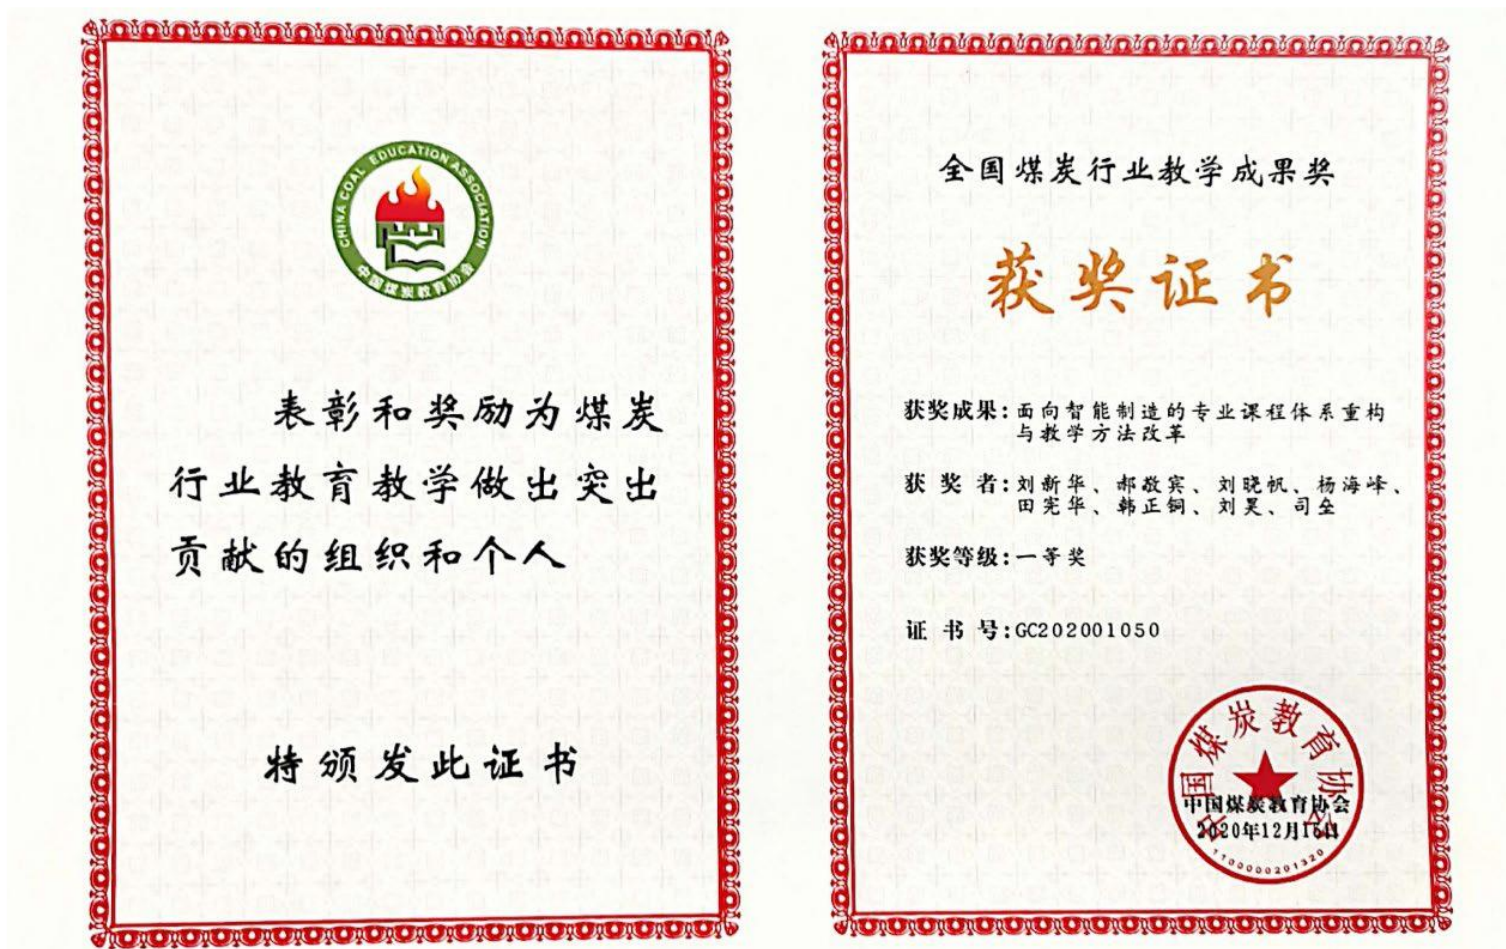 CHINA COAL EDUCATION ASSOCIATION
中国煤炭教育协会
表彰和奖励为煤炭
行业教育教学做出突出
贡献的组织和个人
特颁发此证书
全国煤炭行业教学成果奖
获奖证书
获奖成果:面向智能制造的专业课程体系重构
与教学方法改革
获 奖 者:刘新华、郝敬宾、刘晓帆、杨海峰、
田宪华、韩正铜、刘昊、司垒
获奖等级:一等奖
证 书 号:GC202001050
中国煤炭教育协会
中国煤炭教育协会
2020年12月16日
1100000201320